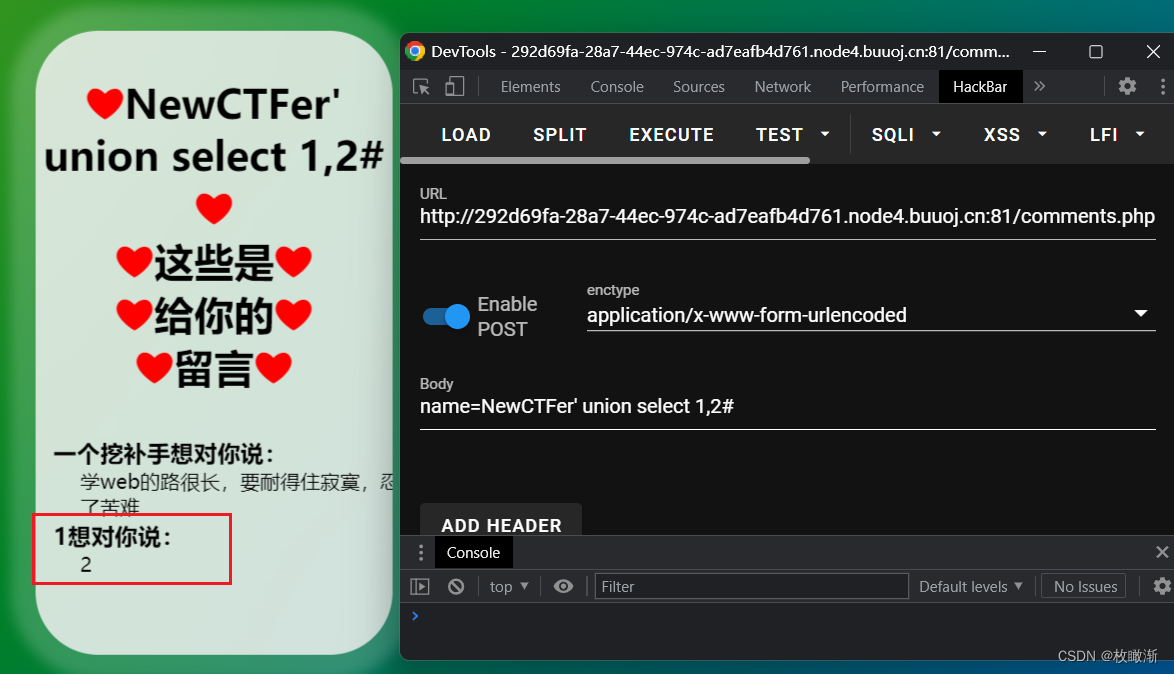 ❤NewCTFer'
union select 1,2#
❤
❤这些是❤
❤给你的❤
❤留言❤
一个挖补手想对你说：
学web的路很长，要耐得住寂寞，忍
了苦难
1想对你说：
2
DevTools - 292d69fa-28a7-44ec-974c-ad7eafb4d761.node4.buuoj.cn:81/comm...
Elements Console Sources Network Performance HackBar »
LOAD SPLIT EXECUTE TEST SQLI XSS LFI
URL
http://292d69fa-28a7-44ec-974c-ad7eafb4d761.node4.buuoj.cn:81/comments.php
Enable
POST
enctype
application/x-www-form-urlencoded
Body
name=NewCTFer' union select 1,2#
ADD HEADER
Console
top Filter Default levels No Issues
CSDN @枚瞰渐